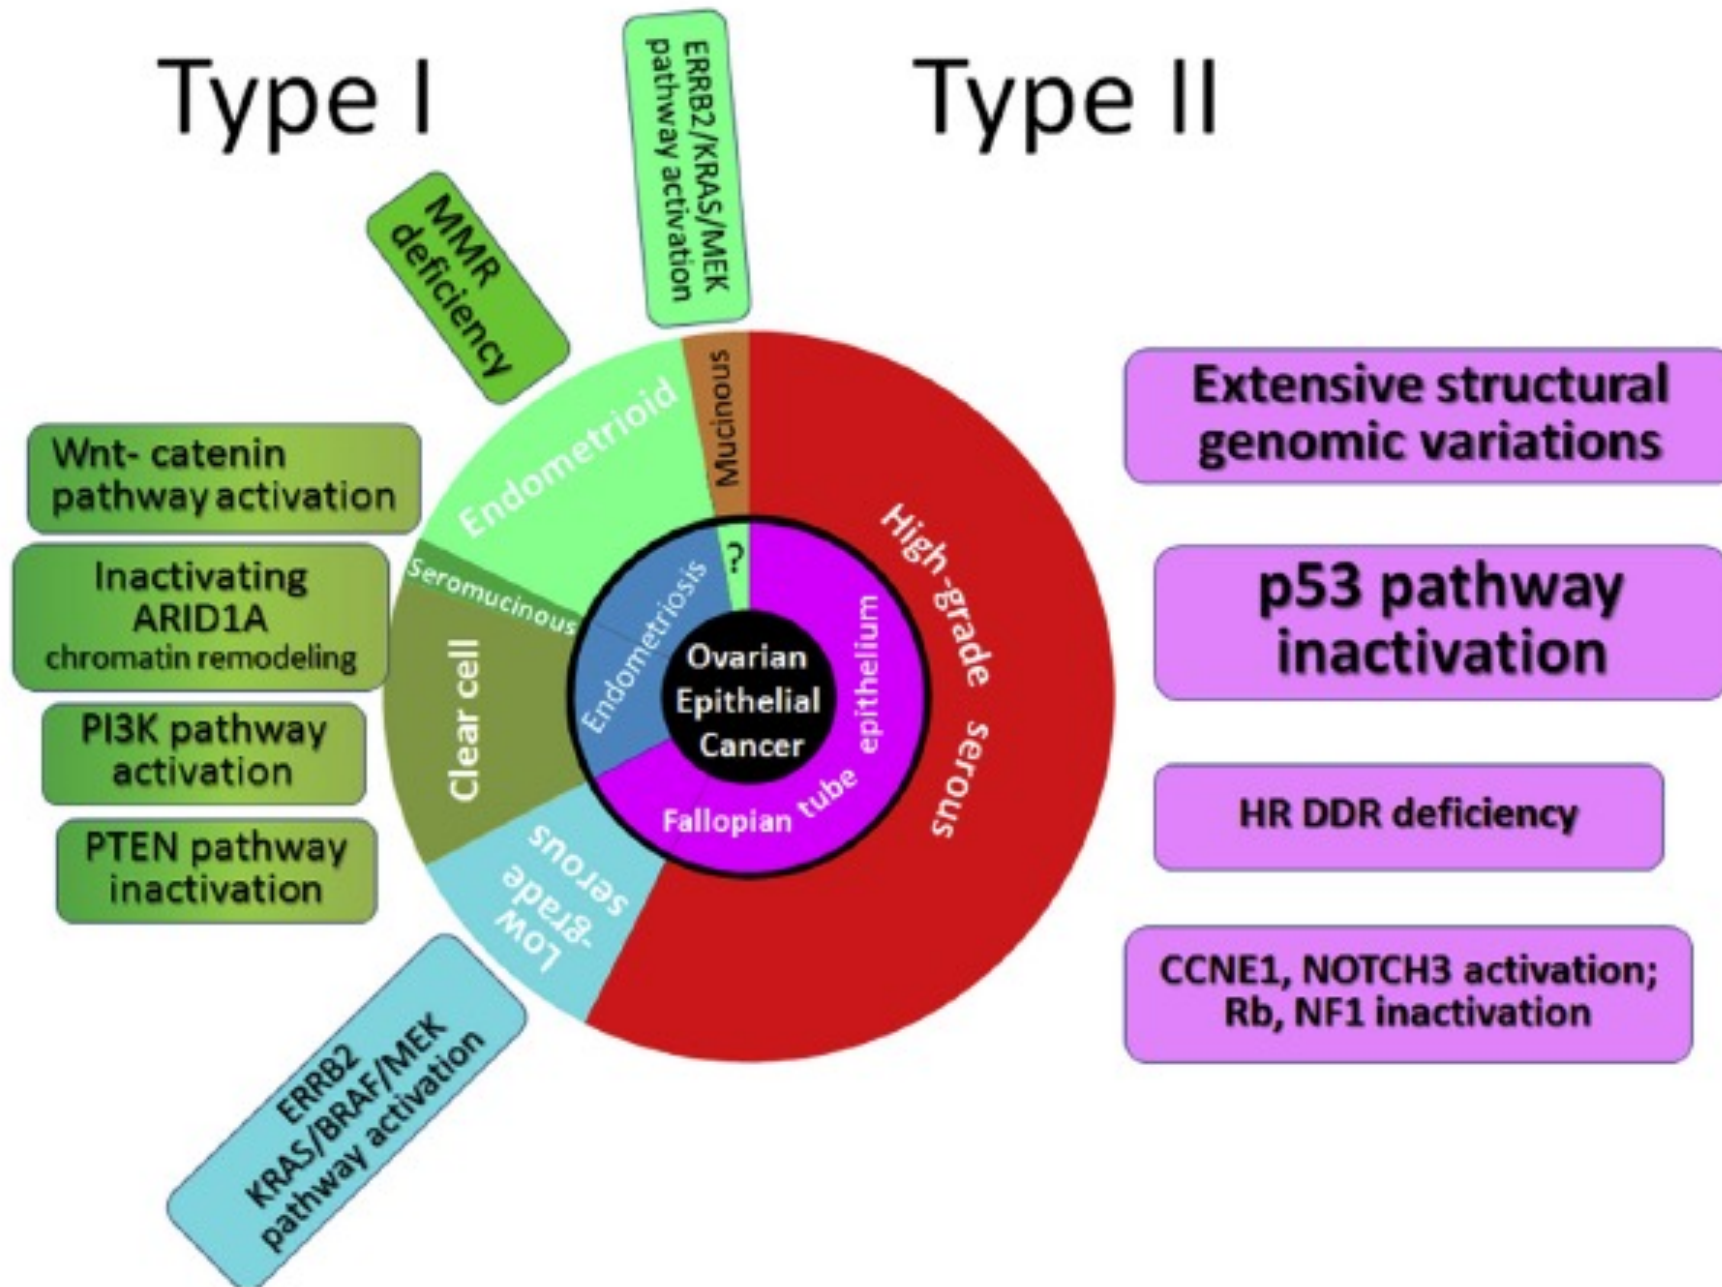 Type I
Type II
ERRB2/KRAS/MEK
pathway activation
MMR
deficiency
Wnt- catenin
pathway activation
Inactivating
ARID1A
chromatin remodeling
PI3K pathway
activation
PTEN pathway
inactivation
ERRB2
KRAS/BRAF/MEK
pathway activation
Mucinous
Endometrioid
Seromucinous
Clear cell
Low
-grade
serous
High-grade serous
?
Endometriosis
Fallopian tube epithelium
Ovarian
Epithelial
Cancer
Extensive structural
genomic variations
p53 pathway
inactivation
HR DDR deficiency
CCNE1, NOTCH3 activation;
Rb, NF1 inactivation